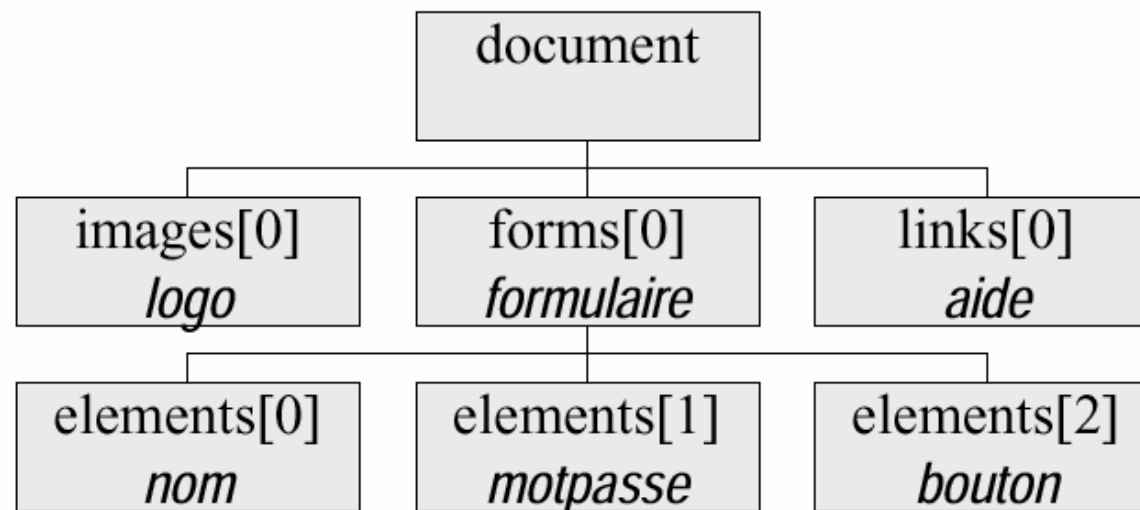 document
images[0]
logo
forms[0]
formulaire
links[0]
aide
elements[0]
nom
elements[1]
motpasse
elements[2]
bouton